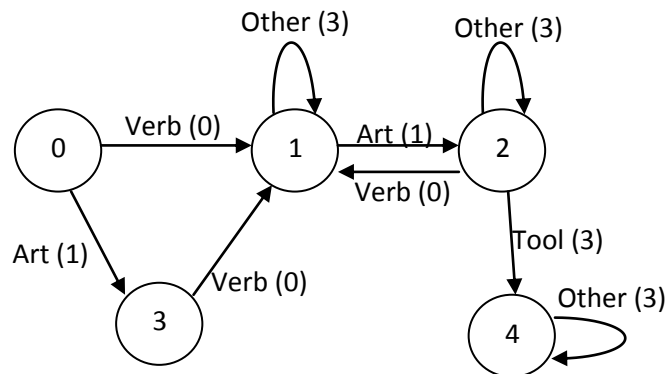 Other (3) Other (3)
Verb (0) Art (1)
0 1 2
Verb (0)
Art (1) Verb (0) Tool (3)
3 4 Other (3)